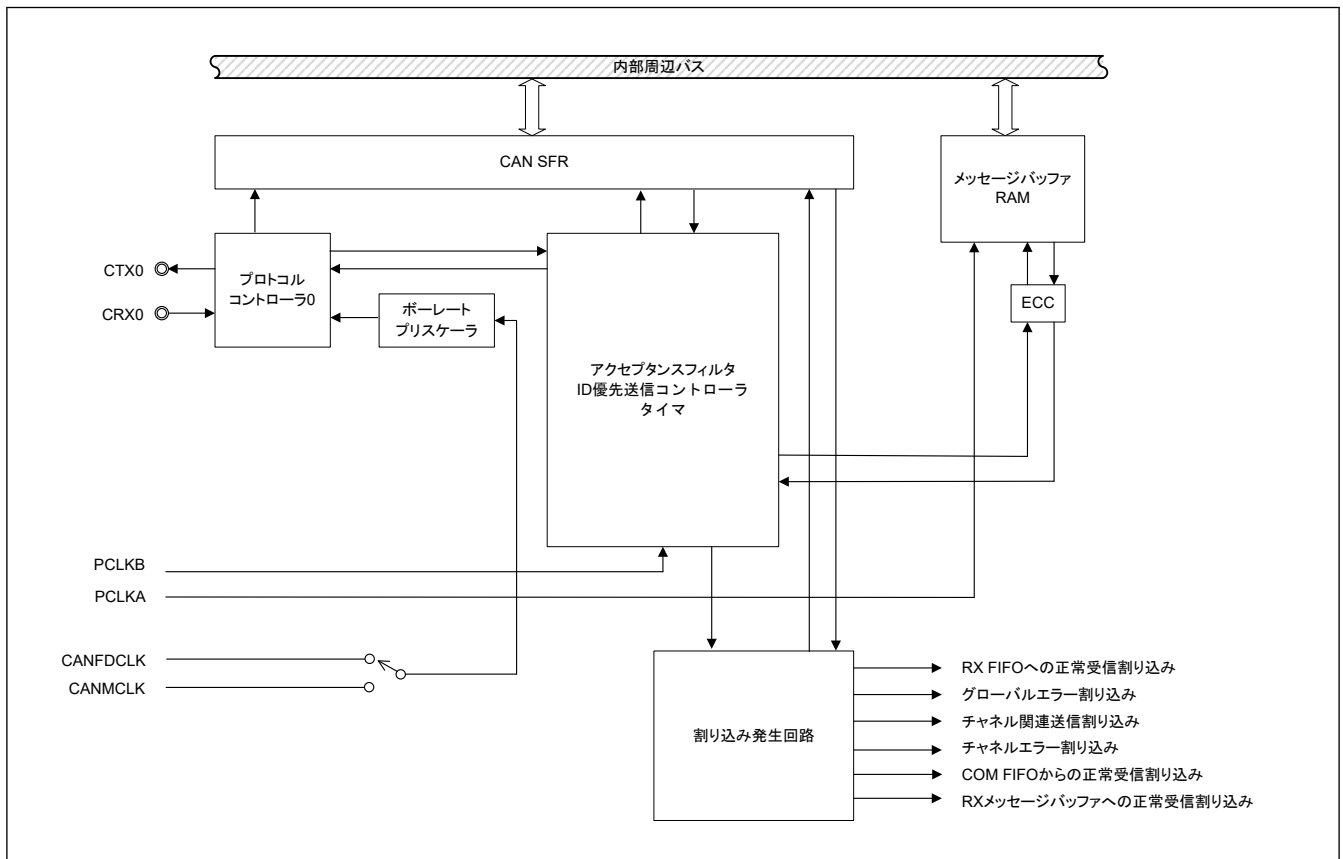 内部周辺バス
CAN SFR
メッセージバッファ
RAM
CTX0
CRX0
プロトコル
コントローラ0
ボーレート
プリスケーラ
ECC
アクセプタンスフィルタ
ID優先送信コントローラ
タイマ
PCLKB
PCLKA
CANFDCLK
CANMCLK
割り込み発生回路
RX FIFOへの正常受信割り込み
グローバルエラー割り込み
チャネル関連送信割り込み
チャネルエラー割り込み
COM FIFOからの正常受信割り込み
RXメッセージバッファへの正常受信割り込み